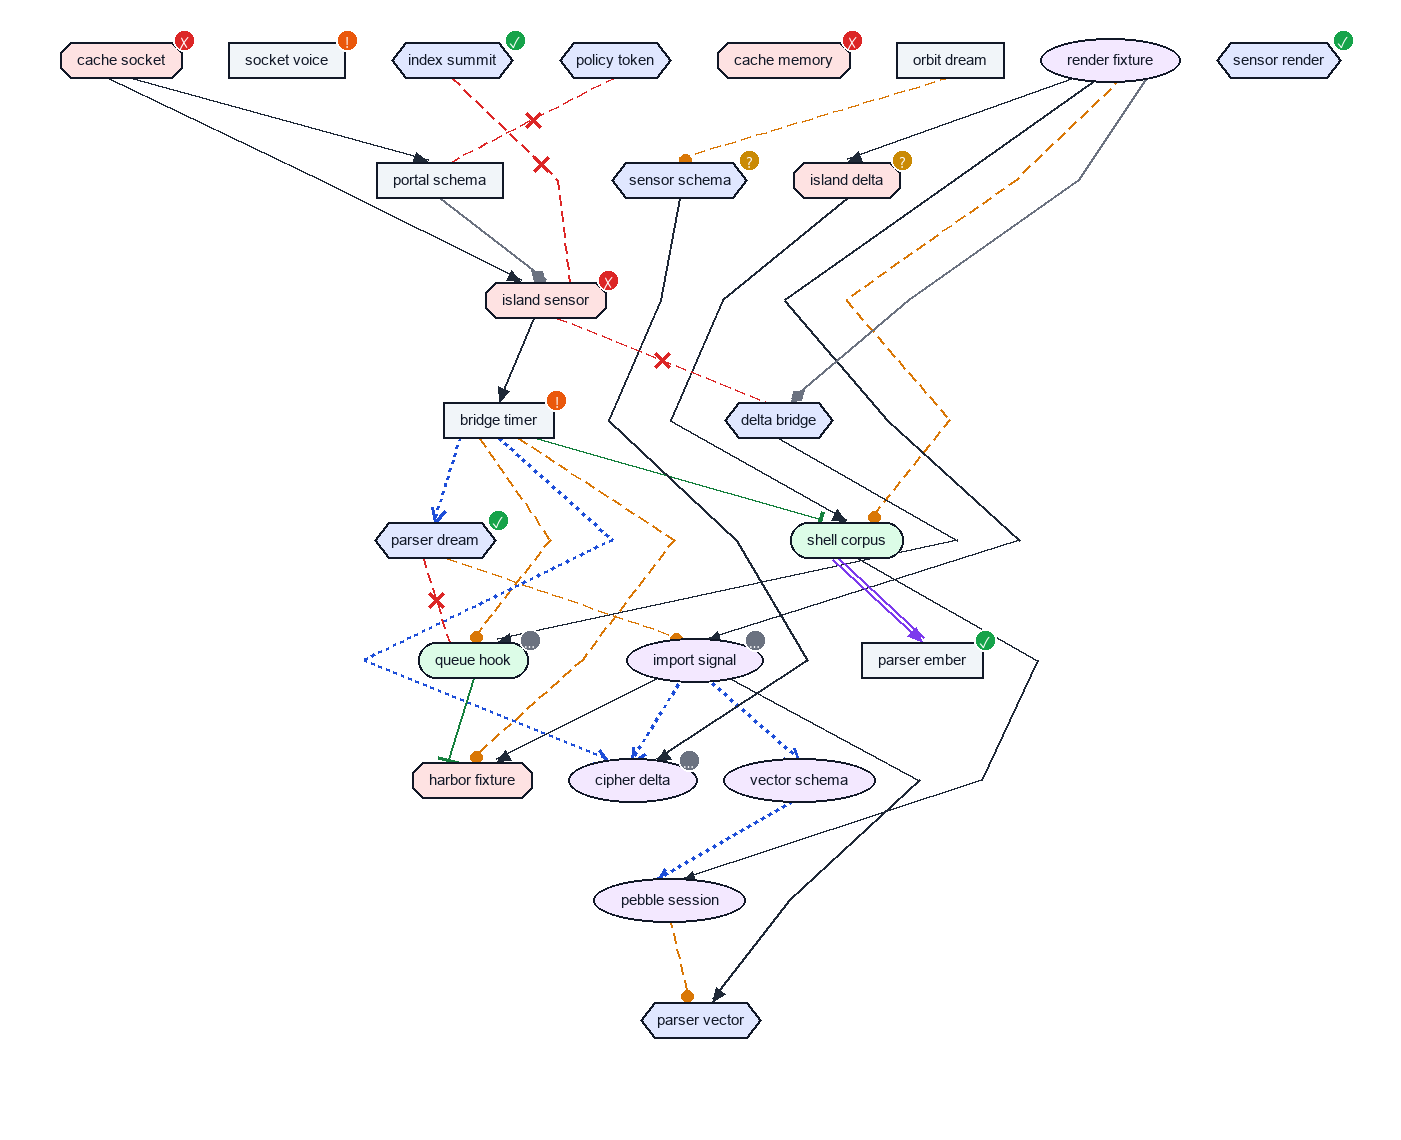 cache socket
socket voice
index summit
policy token
cache memory
orbit dream
render fixture
sensor render
portal schema
sensor schema
island delta
island sensor
bridge timer
delta bridge
parser dream
shell corpus
queue hook
import signal
parser ember
harbor fixture
cipher delta
vector schema
pebble session
parser vector